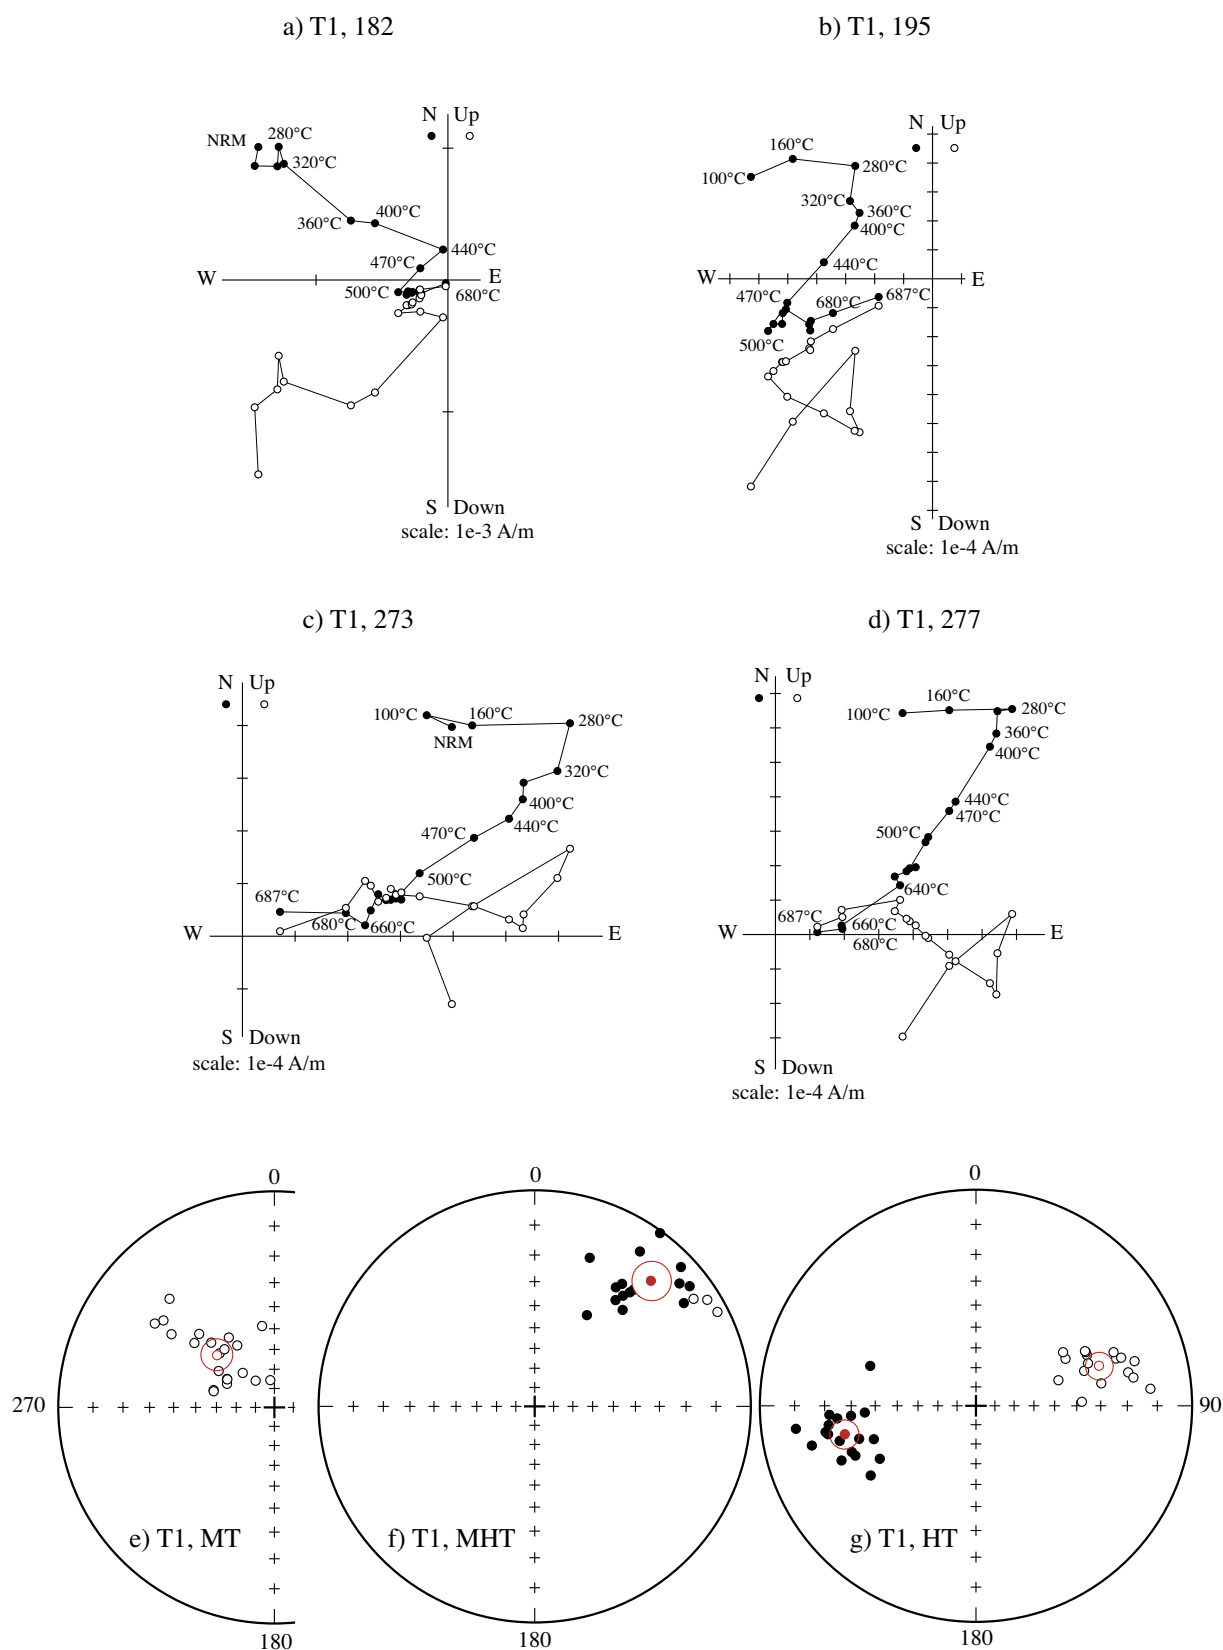 a) T1, 182
b) T1, 195
N Up
NRM
280°C
320°C
360°C
400°C
440°C
470°C
W
E
500°C
680°C
S Down
scale: 1e-3 A/m
N Up
160°C
100°C
280°C
320°C
360°C
400°C
440°C
W
E
470°C
680°C
687°C
500°C
S Down
scale: 1e-4 A/m
c) T1, 273
d) T1, 277
N Up
100°C
160°C
280°C
NRM
320°C
400°C
440°C
470°C
500°C
687°C
680°C
660°C
W
E
S Down
scale: 1e-4 A/m
N Up
160°C
100°C
280°C
360°C
400°C
440°C
470°C
500°C
640°C
687°C
660°C
W
E
680°C
S Down
scale: 1e-4 A/m
0
0
0
270
90
e) T1, MT
f) T1, MHT
g) T1, HT
180
180
180